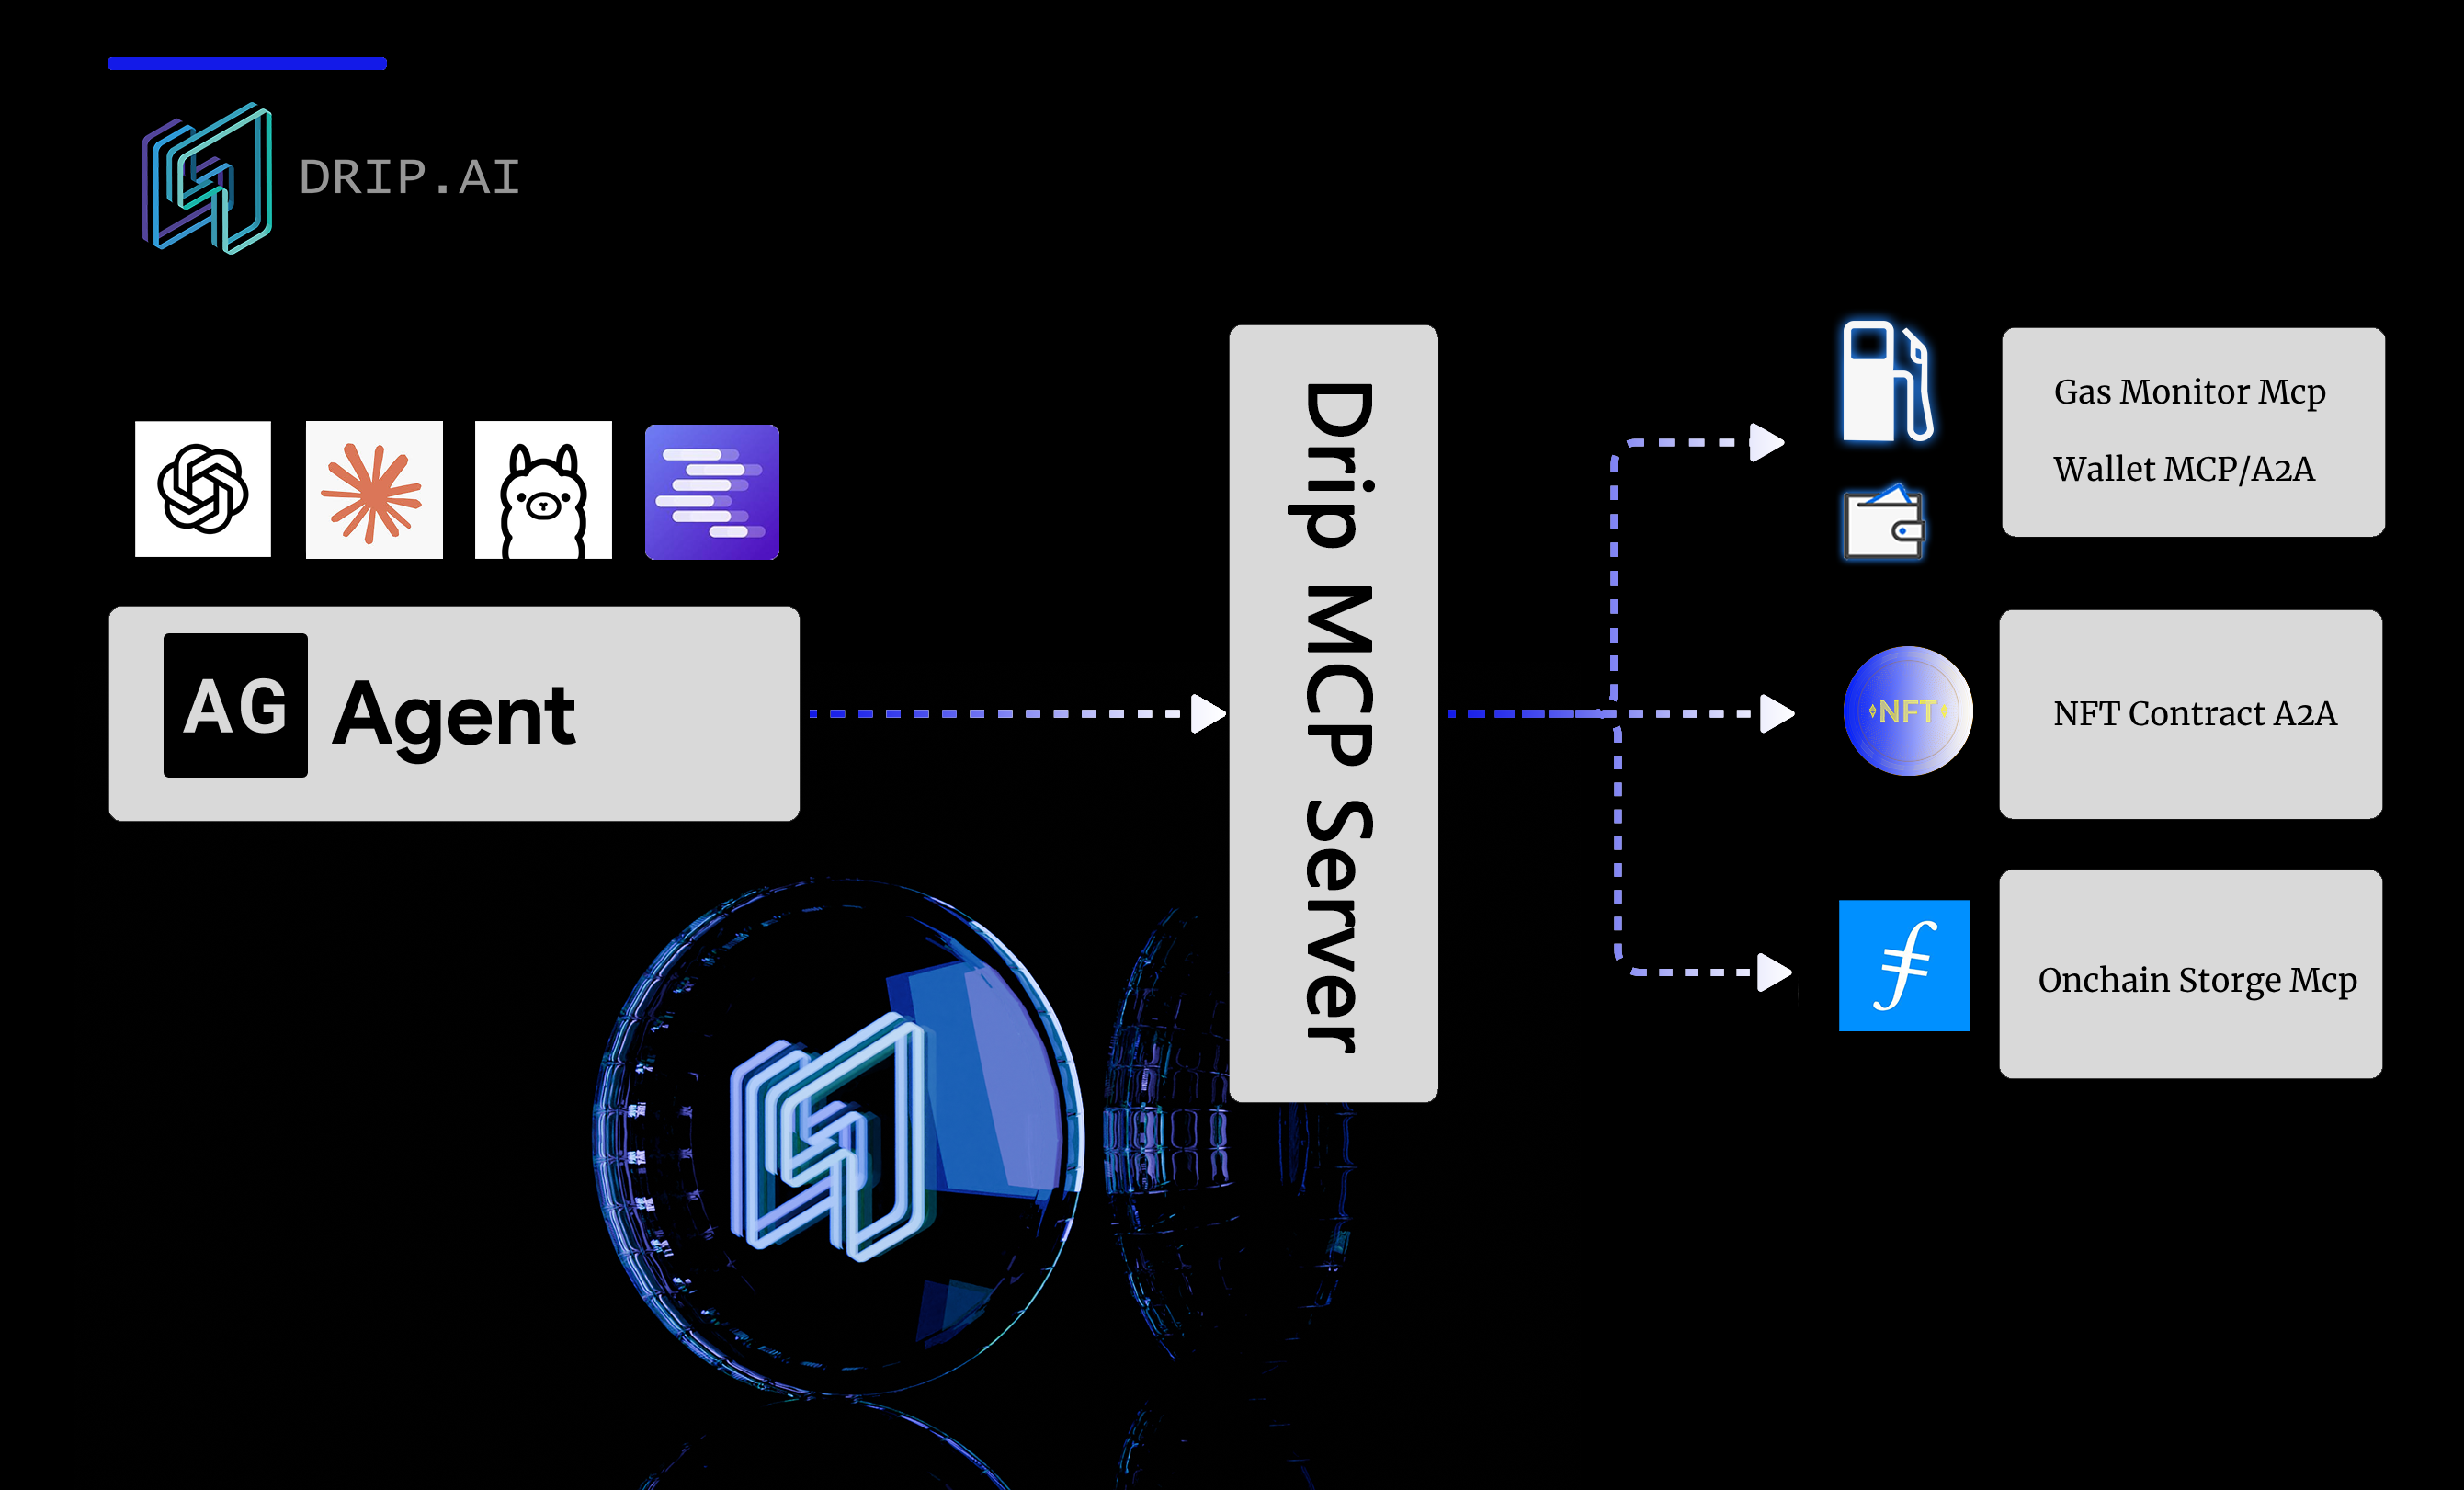 DRIP.AI
AG Agent
Drip MCP Server
Gas Monitor Mcp
Wallet MCP/A2A
NFT
NFT Contract A2A
Onchain Storge Mcp